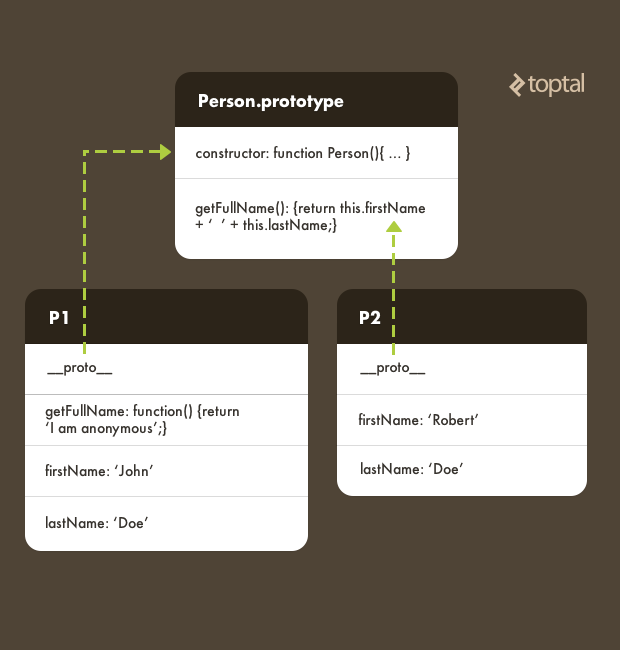 toptal
Person.prototype
constructor: function Person(){ ... }
getFullName(): {return this.firstName
+ ‘ ’ + this.lastName;}
P1
__proto__
getFullName: function() {return
‘I am anonymous’;}
firstName: ‘John’
lastName: ‘Doe’
P2
__proto__
firstName: ‘Robert’
lastName: ‘Doe’